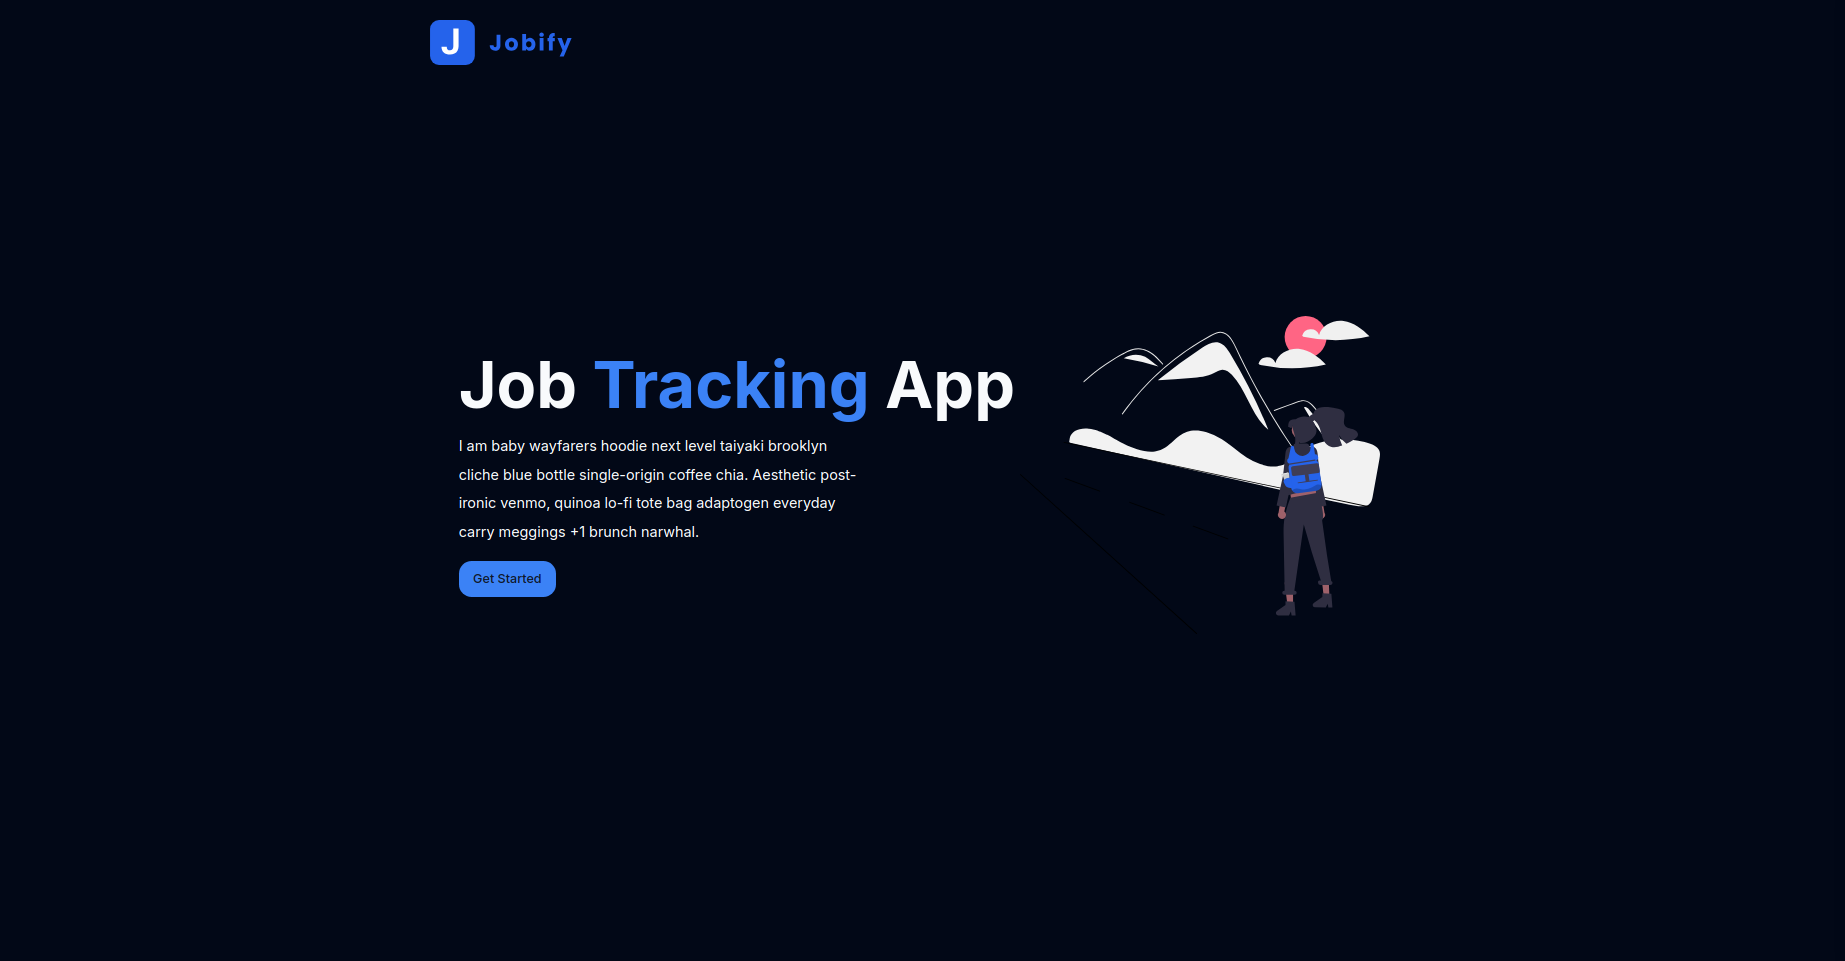 J Jobify
Job Tracking App
I am baby wayfarers hoodie next level taiyaki brooklyn
cliche blue bottle single-origin coffee chia. Aesthetic post-
ironic venmo, quinoa lo-fi tote bag adaptogen everyday
carry meggings +1 brunch narwhal.
Get Started